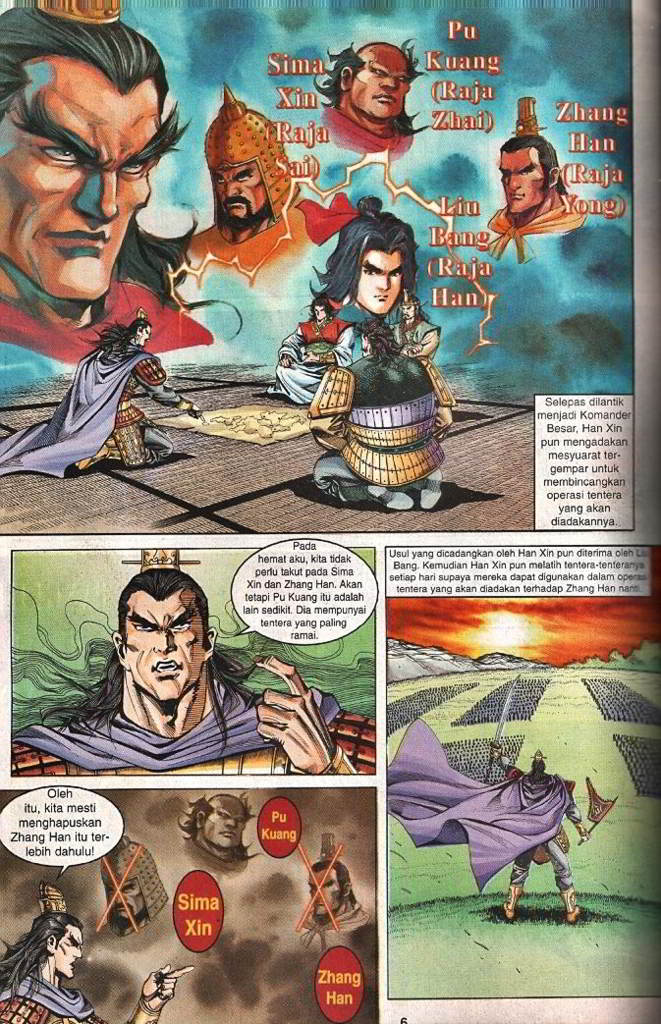 Pu
Kuang
(Raja
Zhai)
Sima
Xin
(Raja
Sai)
Zhang
Han
(Raja
Yong)
Liu
Bang
(Raja
Han)
Selepas dilantik
menjadi Komander
Besar, Han Xin
pun mengadakan
mesyuarat ter-
gempar untuk
membincangkan
operasi tentera
yang akan
diadakannya.
Pada
hemat aku, kita tidak
perlu takut pada Sima
Xin dan Zhang Han. Akan
tetapi Pu Kuang itu adalah
lain sedikit. Dia mempunyai
tentera yang paling
ramai.
Usul yang dicadangkan oleh Han Xin pun diterima oleh
Bang. Kemudian Han Xin pun melatih tentera-tenteranya
setiap hari supaya mereka dapat digunakan dalam
tentera yang akan diadakan terhadap Zhang Han nanti.
Oleh
itu, kita mesti
menghapuskan
Zhang Han itu ter-
lebih dahulu!
Pu
Kuang
Sima
Xin
Zhang
Han
6